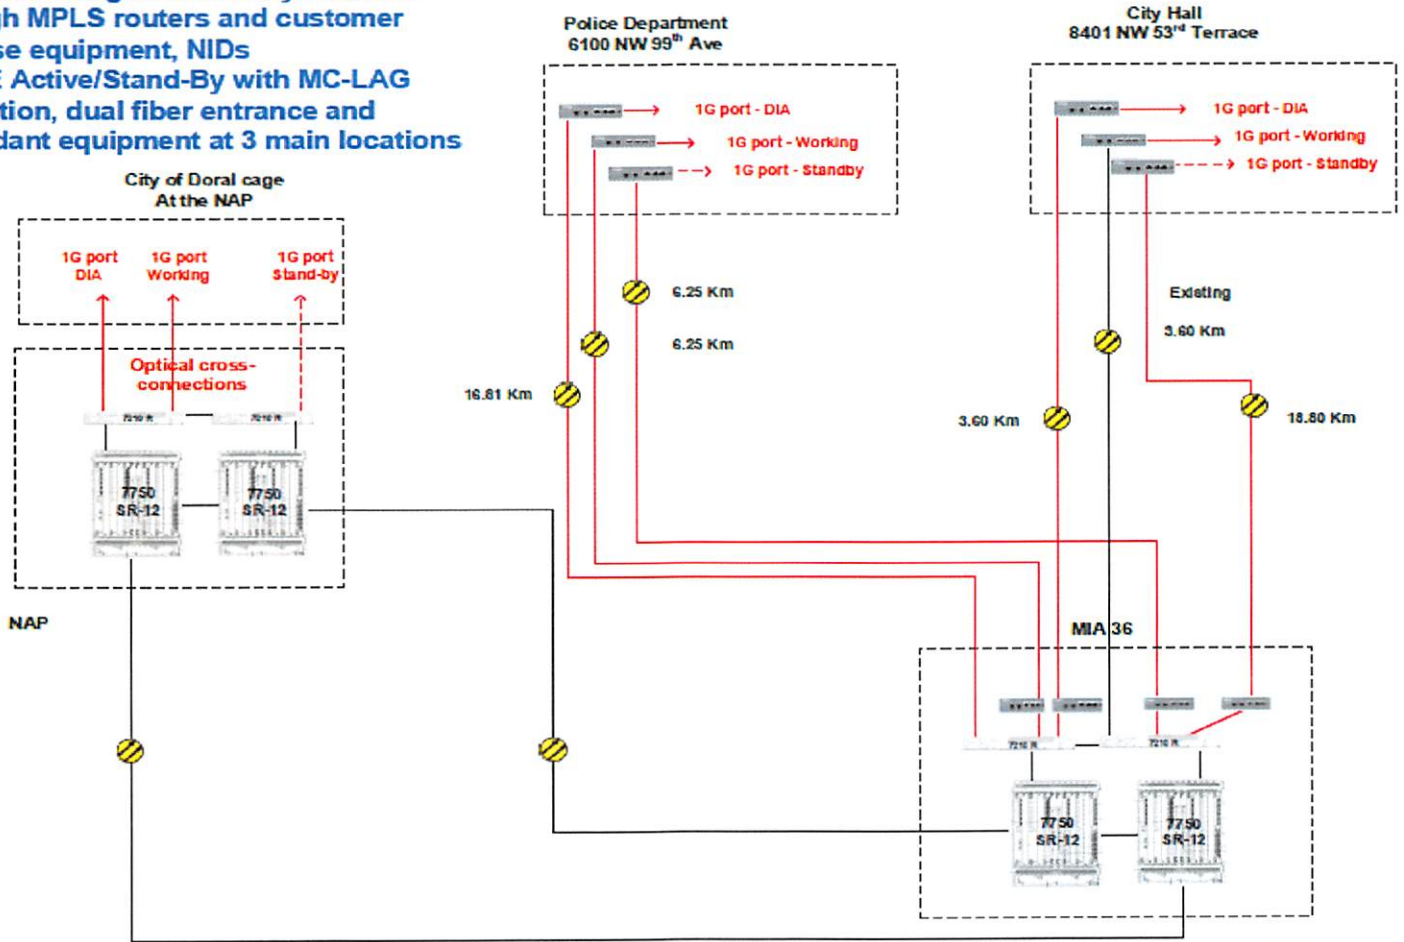 gh MPLS routers and customer
se equipment, NIDs
E Active/Stand-By with MC-LAG
tion, dual fiber entrance and
dant equipment at 3 main locations
City of Doral cage
At the NAP
1G port
DIA
1G port
Working
1G port
Stand-by
Optical cross-
connections
7210 R
7210 R
7750
SR-12
7750
SR-12
NAP
Police Department
6100 NW 99th Ave
1G port - DIA
1G port - Working
1G port - Standby
6.25 Km
6.25 Km
16.81 Km
City Hall
8401 NW 53rd Terrace
1G port - DIA
1G port - Working
1G port - Standby
Existing
3.60 Km
3.60 Km
18.80 Km
MIA 36
7210 R
7210 R
7750
SR-12
7750
SR-12